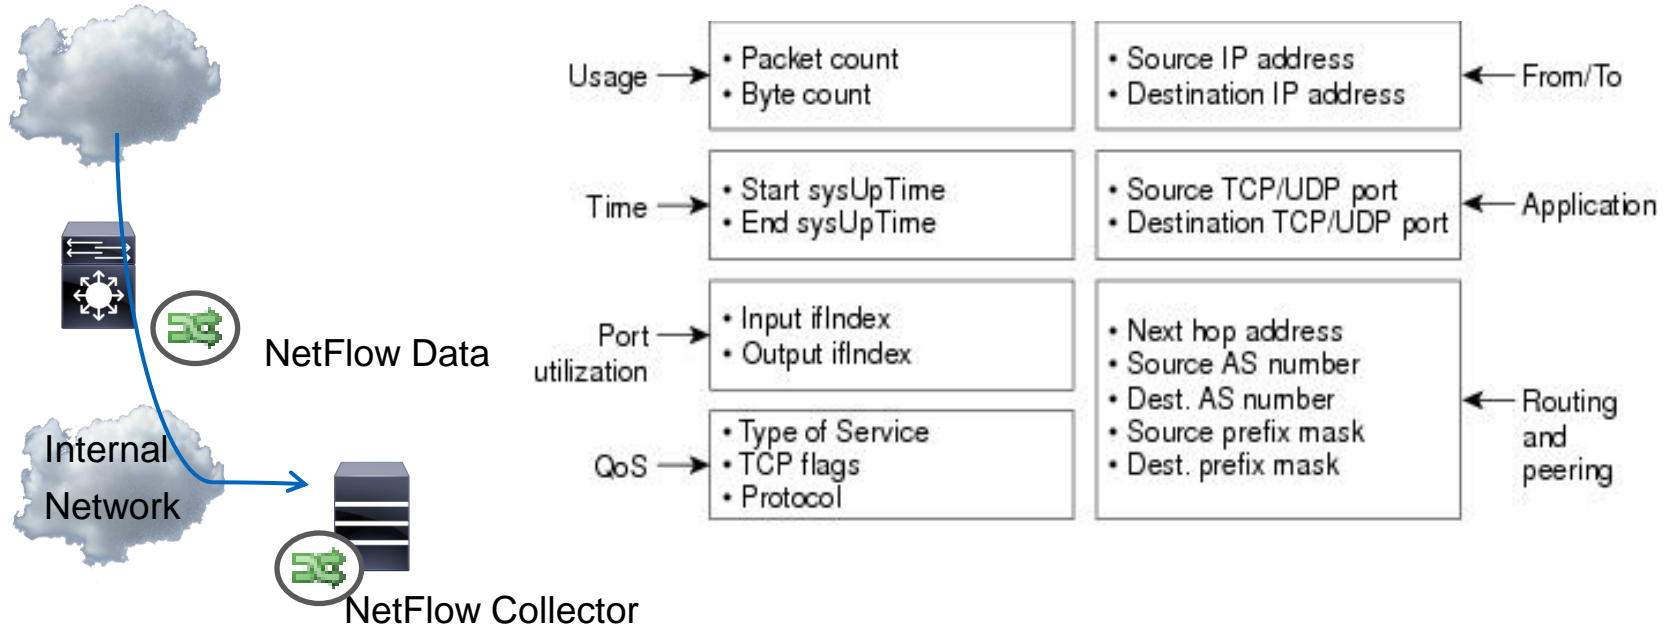 NetFlow Data
Internal
Network
NetFlow Collector
Usage
• Packet count
• Byte count
• Source IP address
• Destination IP address
From/To
Time
• Start sysUpTime
• End sysUpTime
• Source TCP/UDP port
• Destination TCP/UDP port
Application
Port
utilization
• Input ifIndex
• Output ifIndex
QoS
• Type of Service
• TCP flags
• Protocol
• Next hop address
• Source AS number
• Dest. AS number
• Source prefix mask
• Dest. prefix mask
Routing
and
peering